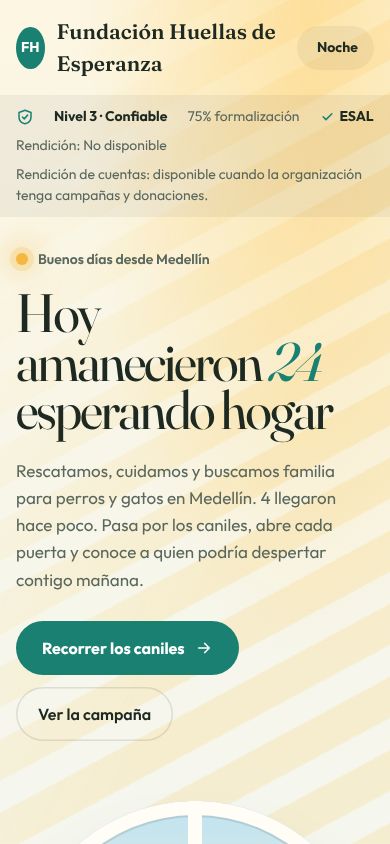 FH
Fundación Huellas de
Esperanza
Noche
Nivel 3 · Confiable 75% formalización ESAL
Rendición: No disponible
Rendición de cuentas: disponible cuando la organización
tenga campañas y donaciones.
Buenos días desde Medellín
Hoy
amanecieron 24
esperando hogar
Rescatamos, cuidamos y buscamos familia
para perros y gatos en Medellín. 4 llegaron
hace poco. Pasa por los caniles, abre cada
puerta y conoce a quien podría despertar
contigo mañana.
Recorrer los caniles →
Ver la campaña